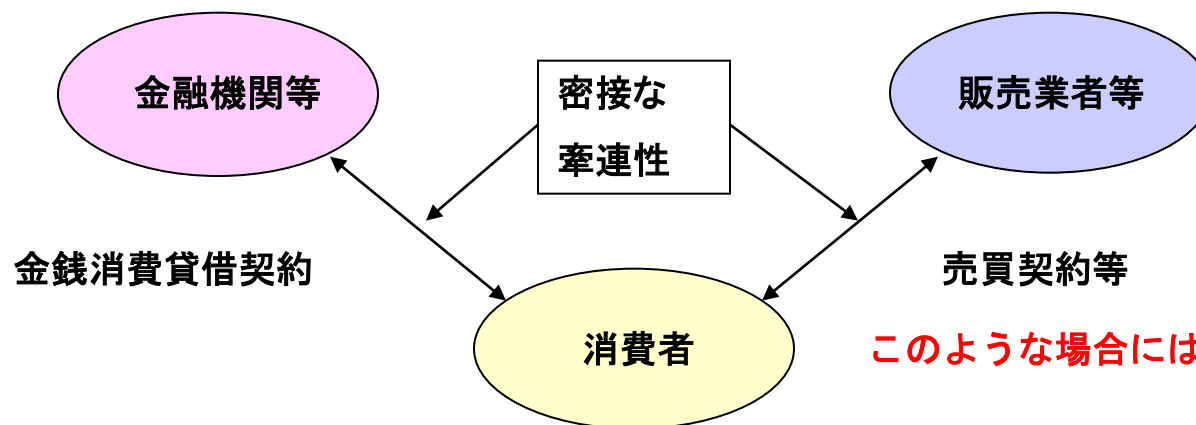 金融機関等
密接な
牽連性
販売業者等
金銭消費貸借契約
売買契約等
消費者
このような場合には